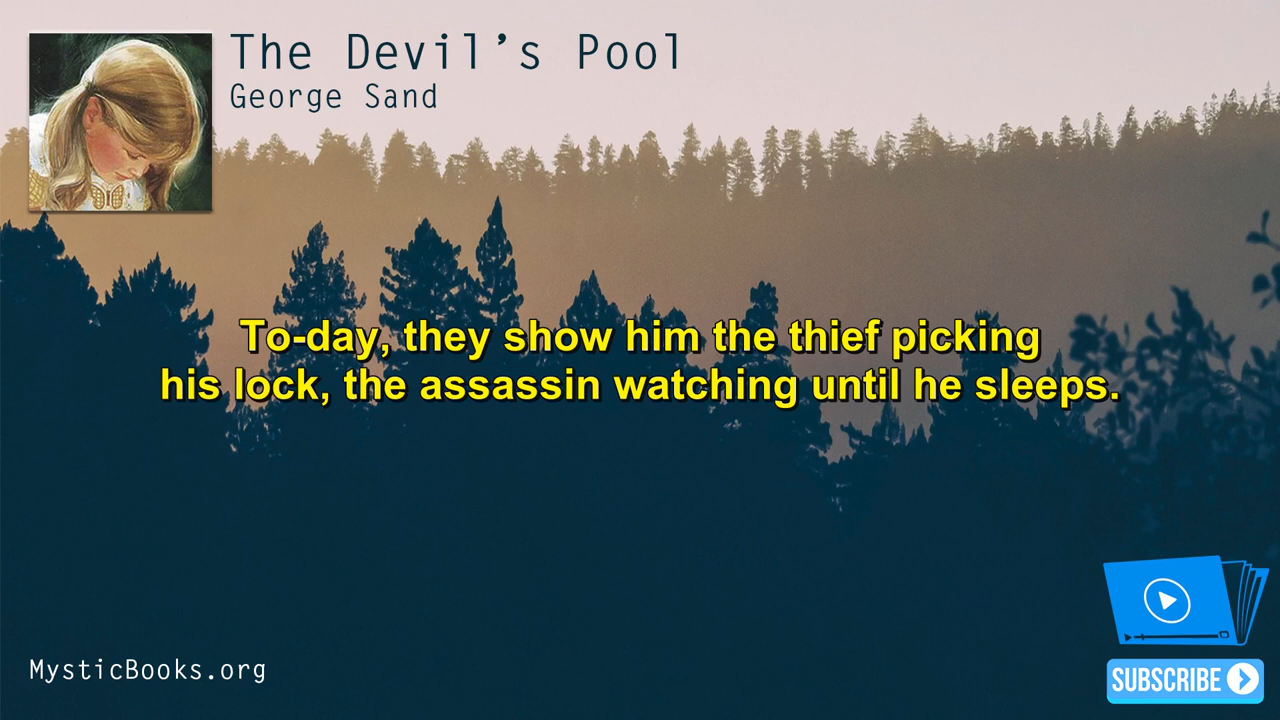 The Devil's Pool
George Sand
To-day, they show him the thief picking
his lock, the assassin watching until he sleeps.
MysticBooks.org
SUBSCRIBE